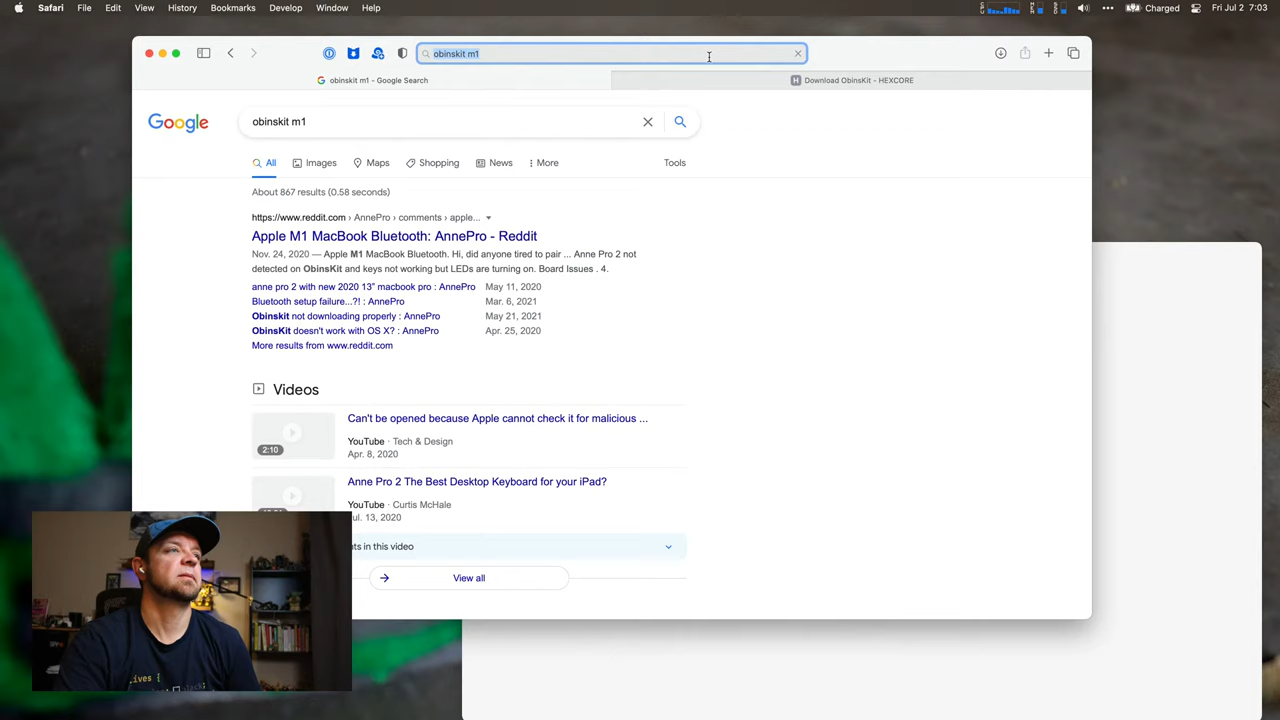 Safari File Edit View History Bookmarks Develop Window Help
Charged Fri Jul 2 7:03
obinskit m1
obinskit m1 - Google Search
Download ObinsKit - HEXCORE
Google
obinskit m1
All Images Maps Shopping News More Tools
About 867 results (0.58 seconds)
https://www.reddit.com › AnnePro › comments › apple...
Apple M1 MacBook Bluetooth: AnnePro - Reddit
Nov. 24, 2020 — Apple M1 MacBook Bluetooth. Hi, did anyone tired to pair ... Anne Pro 2 not
detected on ObinsKit and keys not working but LEDs are turning on. Board Issues . 4.
anne pro 2 with new 2020 13" macbook pro : AnnePro May 11, 2020
Bluetooth setup failure...?! : AnnePro Mar. 6, 2021
Obinskit not downloading properly : AnnePro May 21, 2021
ObinsKit doesn't work with OS X? : AnnePro Apr. 25, 2020
More results from www.reddit.com
Videos
2:10
Can't be opened because Apple cannot check it for malicious ...
YouTube · Tech & Design
Apr. 8, 2020
Anne Pro 2 The Best Desktop Keyboard for your iPad?
YouTube · Curtis McHale
Jul. 13, 2020
in this video
View all